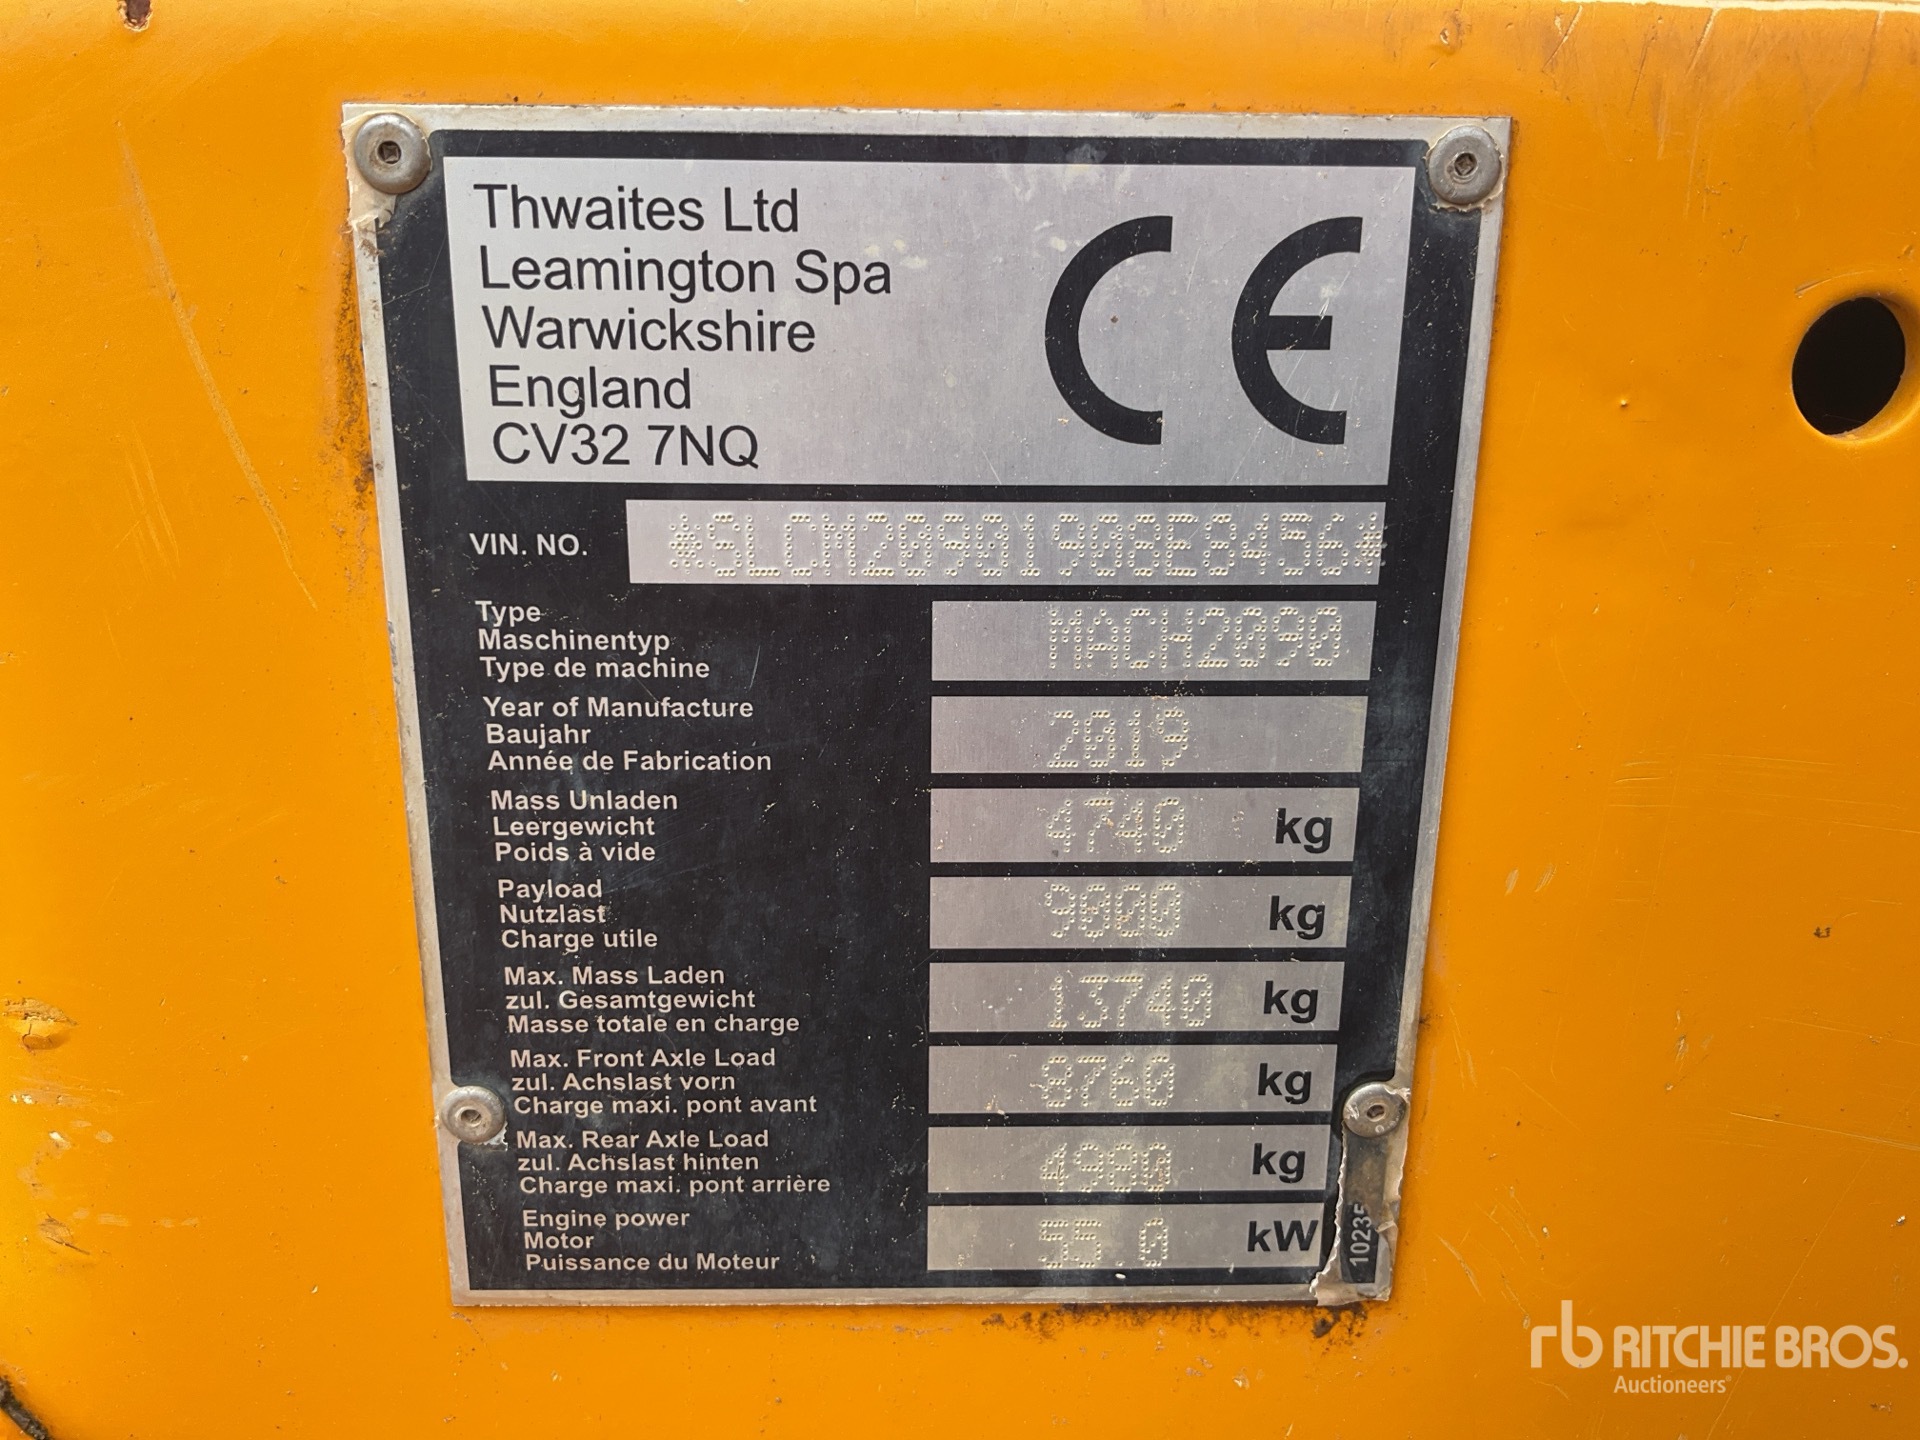 Thwaites Ltd
Leamington Spa
Warwickshire
England
CV32 7NQ
CE
VIN. NO. *SLCM20901908E8456*
Type
Maschinentyp
Type de machine
MACH2090
Year of Manufacture
Baujahr
Année de Fabrication
2019
Mass Unladen
Leergewicht
Poids à vide
4740 kg
Payload
Nutzlast
Charge utile
9000 kg
Max. Mass Laden
zul. Gesamtgewicht
Masse totale en charge
13740 kg
Max. Front Axle Load
zul. Achslast vorn
Charge maxi. pont avant
8760 kg
Max. Rear Axle Load
zul. Achslast hinten
Charge maxi. pont arrière
4980 kg
Engine power
Motor
Puissance du Moteur
55.0 kW
10235
rb RITCHIE BROS.
Auctioneers